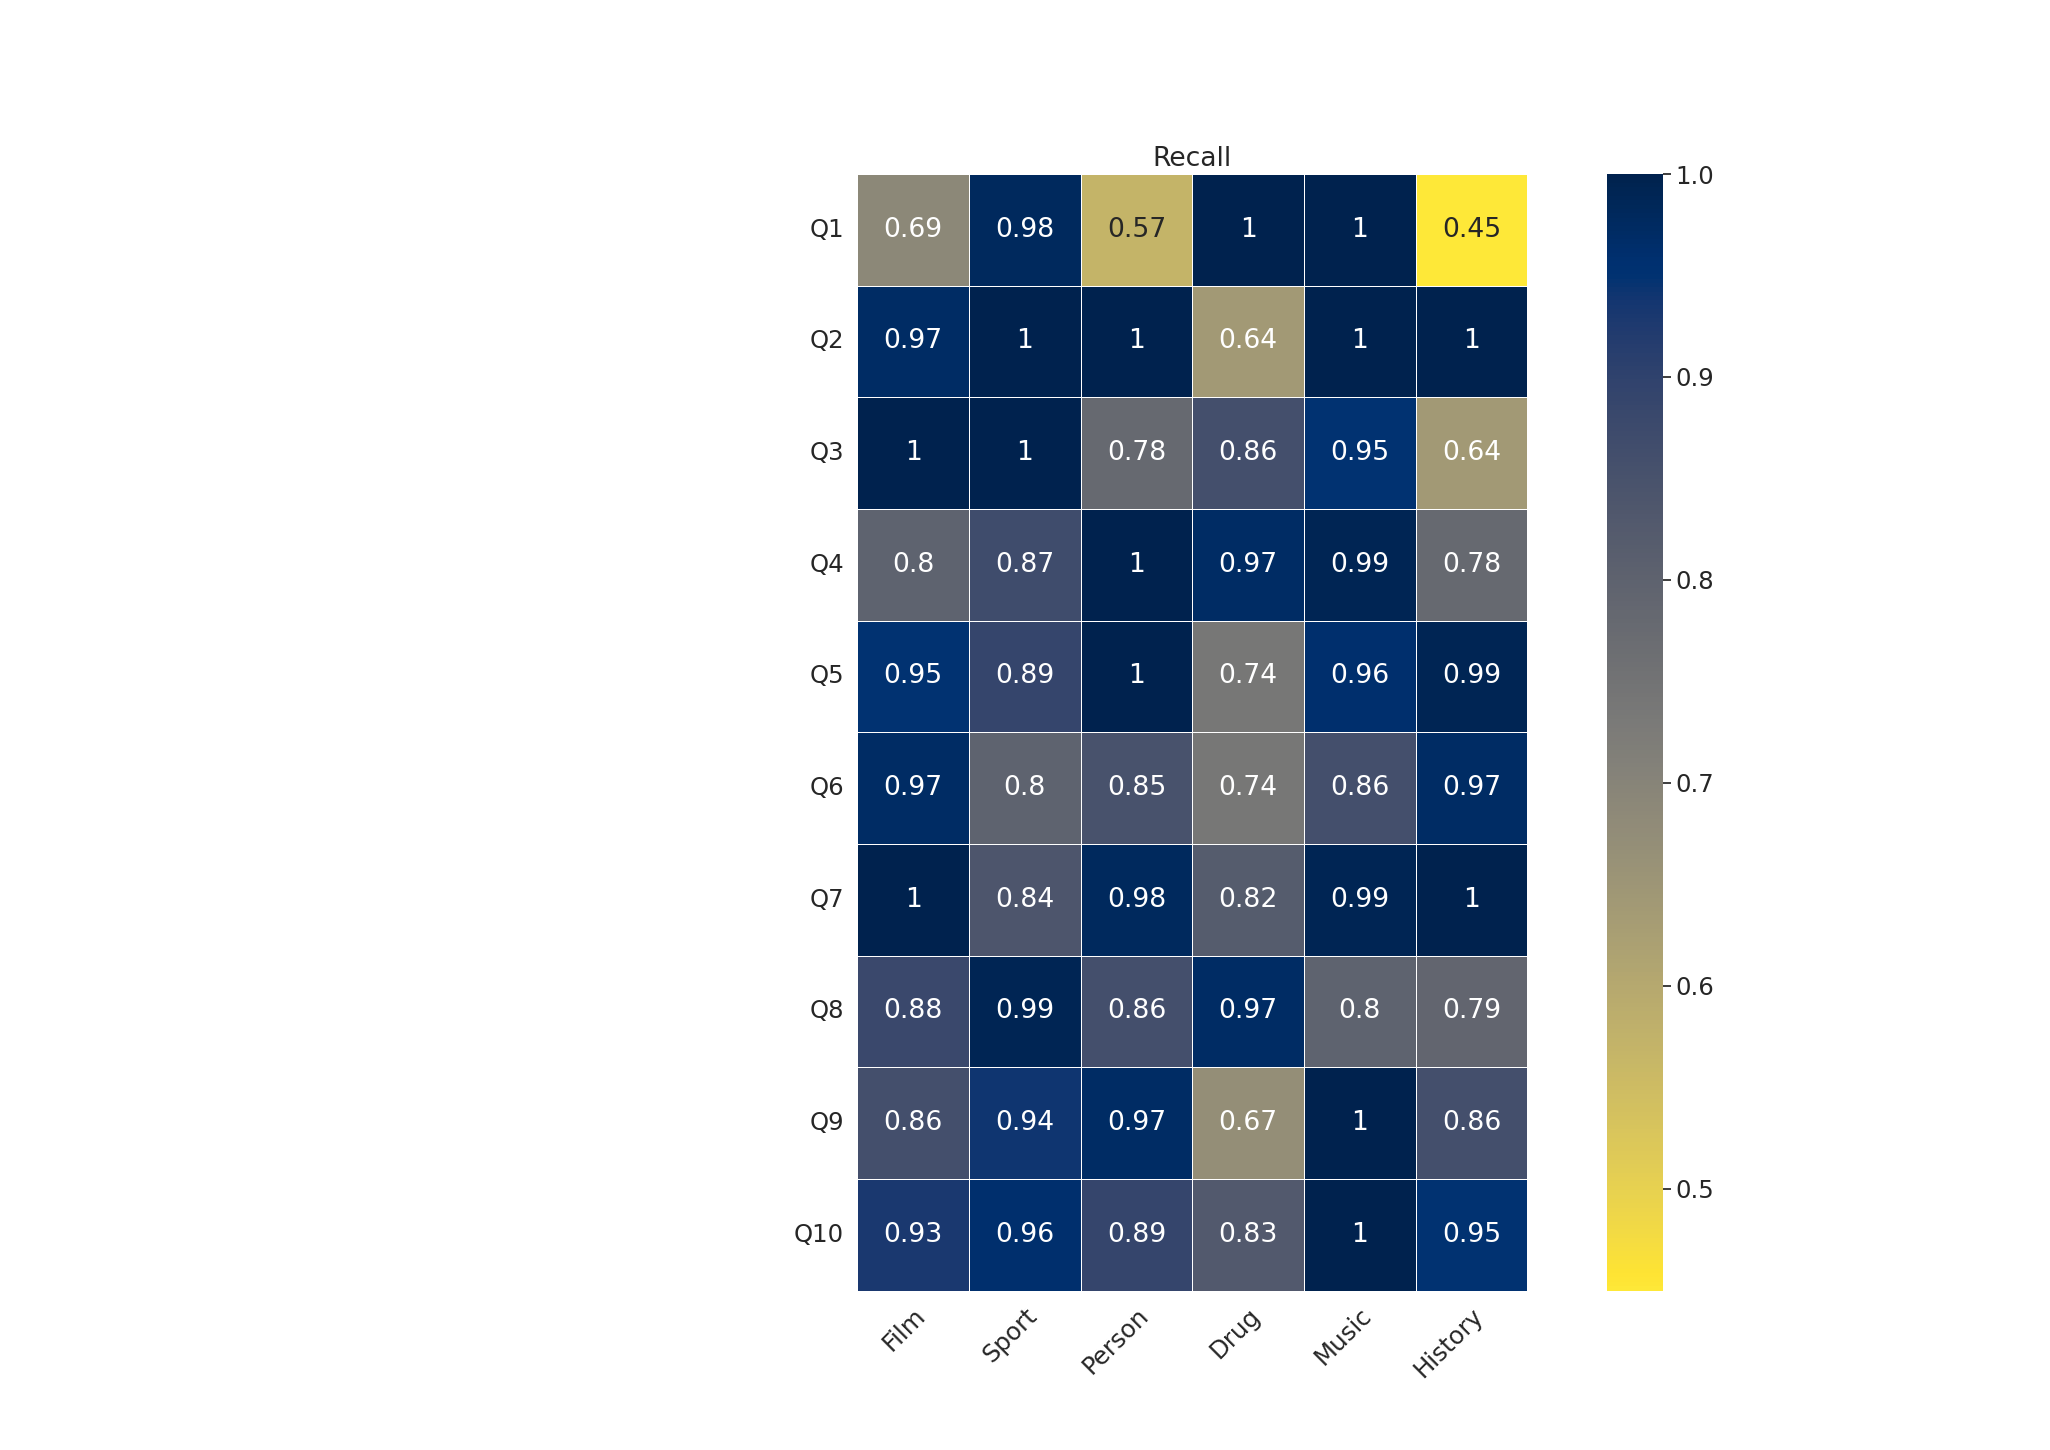 Recall
Q1 0.69 0.98 0.57 1 1 0.45
Q2 0.97 1 1 0.64 1 1
Q3 1 1 0.78 0.86 0.95 0.64
Q4 0.8 0.87 1 0.97 0.99 0.78
Q5 0.95 0.89 1 0.74 0.96 0.99
Q6 0.97 0.8 0.85 0.74 0.86 0.97
Q7 1 0.84 0.98 0.82 0.99 1
Q8 0.88 0.99 0.86 0.97 0.8 0.79
Q9 0.86 0.94 0.97 0.67 1 0.86
Q10 0.93 0.96 0.89 0.83 1 0.95
Film Sport Person Drug Music History
1.0
0.9
0.8
0.7
0.6
0.5